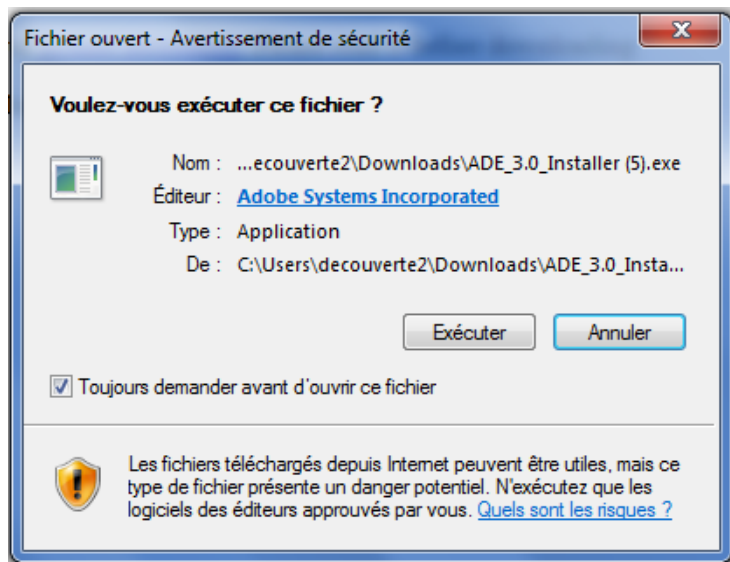 Fichier ouvert - Avertissement de sécurité
Voulez-vous exécuter ce fichier ?
Nom : ...ecouverte2\Downloads\ADE_3.0_Installer (5).exe
Éditeur : Adobe Systems Incorporated
Type : Application
De : C:\Users\decouverte2\Downloads\ADE_3.0_Insta...
Exécuter Annuler
Toujours demander avant d'ouvrir ce fichier
Les fichiers téléchargés depuis Internet peuvent être utiles, mais ce
type de fichier présente un danger potentiel. N'exécutez que les
logiciels des éditeurs approuvés par vous. Quels sont les risques ?